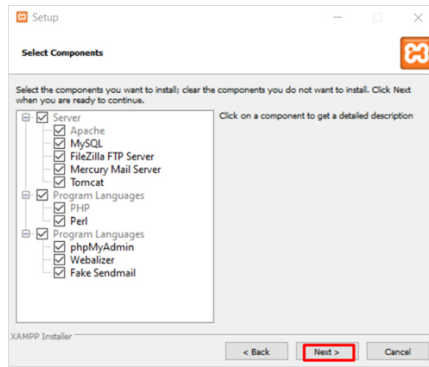 Setup
Select Components
Select the components you want to install; clear the components you do not want to install. Click Next
when you are ready to continue.
Server
Apache
MySQL
FileZilla FTP Server
Mercury Mail Server
Tomcat
Program Languages
PHP
Perl
Program Languages
phpMyAdmin
Webalizer
Fake Sendmail
Click on a component to get a detailed description
XAMPP Installer
< Back
Next >
Cancel